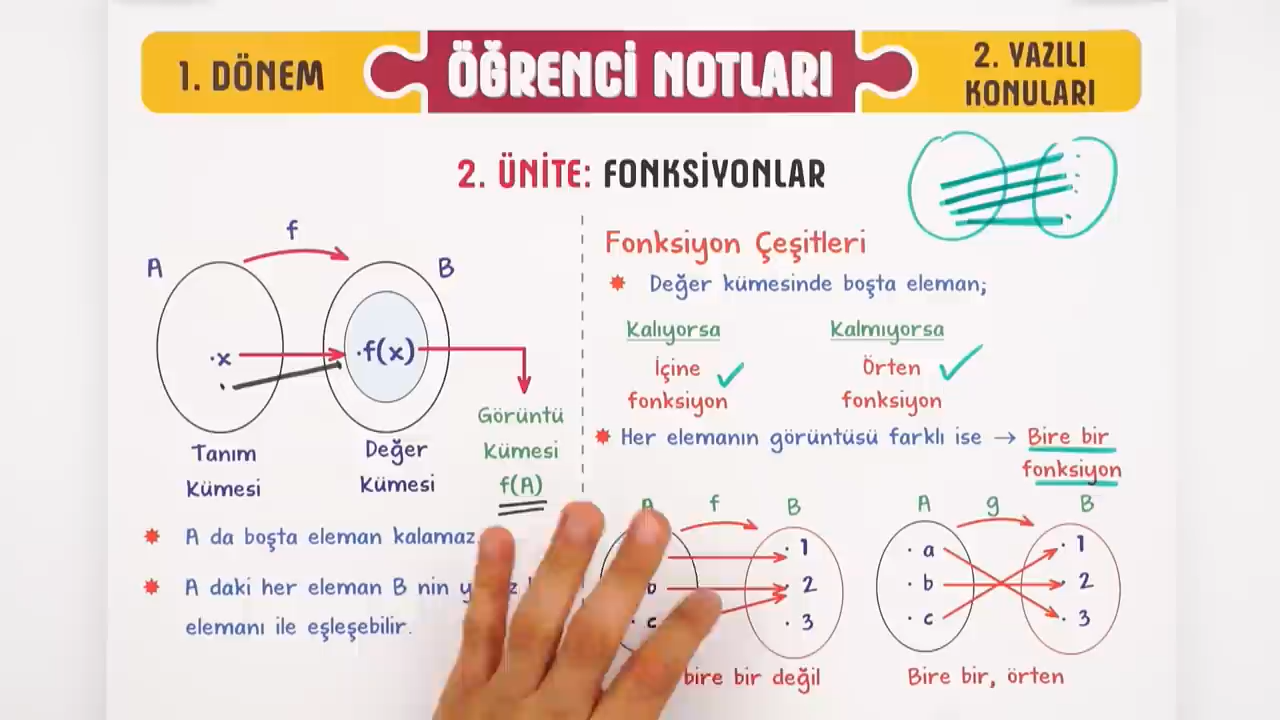 1. DÖNEM
ÖĞRENCİ NOTLARI
2. YAZILI
KONULARI
2. ÜNİTE: FONKSİYONLAR
f
A
B
·x
·f(x)
Tanım
Kümesi
Değer
Kümesi
Görüntü
Kümesi
f(A)
A da boşta eleman kalamaz
A daki her eleman B nin
elemanı ile eşleşebilir.
Fonksiyon Çeşitleri
Değer kümesinde boşta eleman;
Kalıyorsa
İçine
fonksiyon
Kalmıyorsa
Örten
fonksiyon
Her elemanın görüntüsü farklı ise → Bire bir
fonksiyon
A f B
· 1
b · 2
· c · 3
bire bir değil
A g B
· a · 1
· b · 2
· c · 3
Bire bir, örten